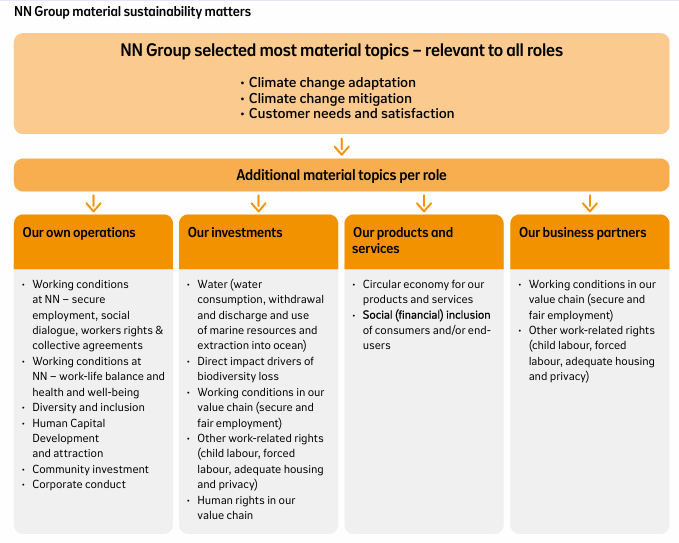 NN Group material sustainability matters
NN Group selected most material topics – relevant to all roles
• Climate change adaptation
• Climate change mitigation
• Customer needs and satisfaction
Additional material topics per role
Our own operations
• Working conditions
at NN – secure
employment, social
dialogue, workers rights &
collective agreements
• Working conditions at
NN – work-life balance and
health and well-being
• Diversity and inclusion
• Human Capital
Development
and attraction
• Community investment
• Corporate conduct
Our investments
• Water (water
consumption, withdrawal
and discharge and use
of marine resources and
extraction into ocean)
• Direct impact drivers of
biodiversity loss
• Working conditions in our
value chain (secure and
fair employment)
• Other work-related rights
(child labour, forced
labour, adequate housing
and privacy)
• Human rights in our
value chain
Our products and
services
• Circular economy for our
products and services
• Social (financial) inclusion
of consumers and/or end-
users
Our business partners
• Working conditions in our
value chain (secure and
fair employment)
• Other work-related rights
(child labour, forced
labour, adequate housing
and privacy)